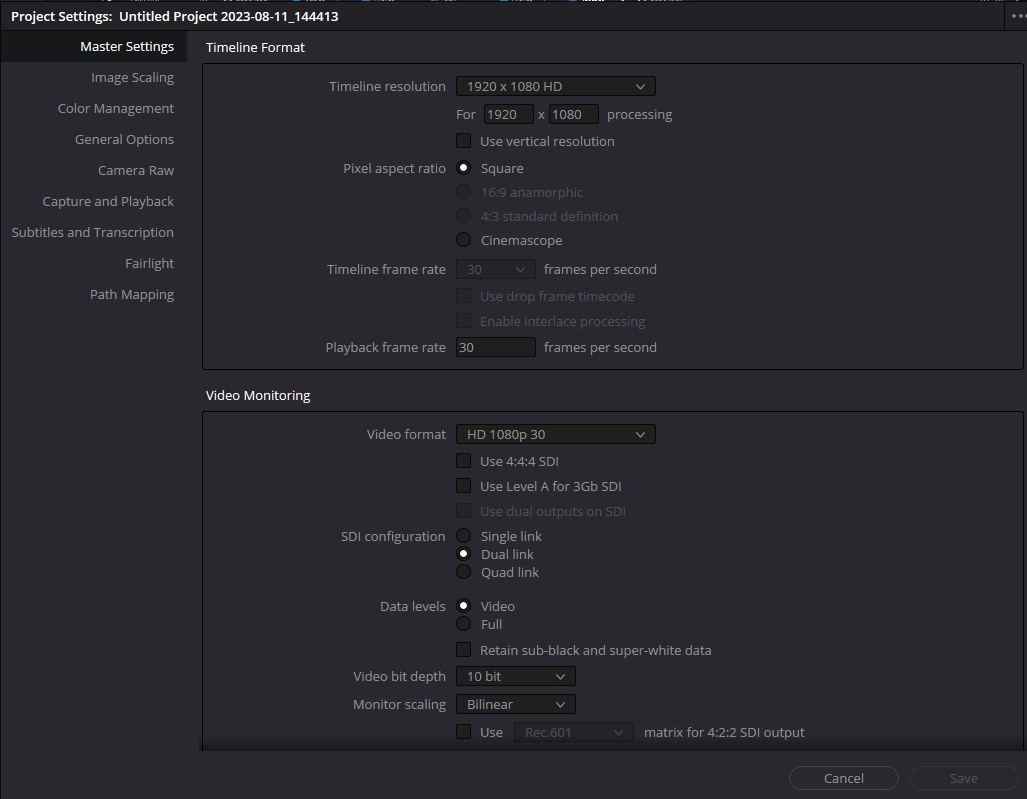 Project Settings: Untitled Project 2023-08-11_144413
Master Settings
Image Scaling
Color Management
General Options
Camera Raw
Capture and Playback
Subtitles and Transcription
Fairlight
Path Mapping
Timeline Format
Timeline resolution 1920 x 1080 HD
For 1920 x 1080 processing
Use vertical resolution
Pixel aspect ratio Square
16:9 anamorphic
4:3 standard definition
Cinemascope
Timeline frame rate 30 frames per second
Use drop frame timecode
Enable interlace processing
Playback frame rate 30 frames per second
Video Monitoring
Video format HD 1080p 30
Use 4:4:4 SDI
Use Level A for 3Gb SDI
Use dual outputs on SDI
SDI configuration Single link
Dual link
Quad link
Data levels Video
Full
Retain sub-black and super-white data
Video bit depth 10 bit
Monitor scaling Bilinear
Use Rec.601 matrix for 4:2:2 SDI output
Cancel Save